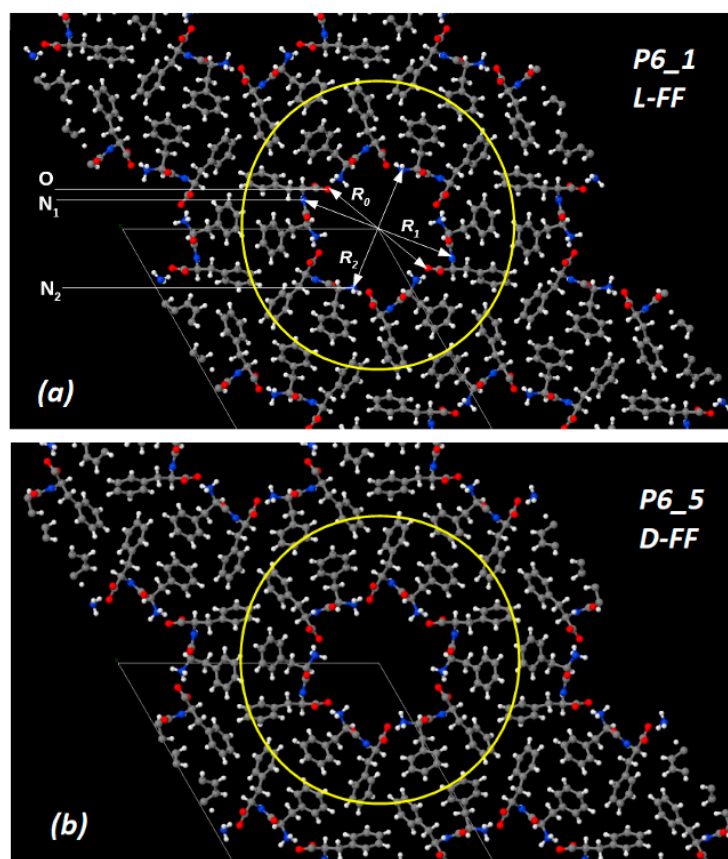 P6_1
L-FF
O
R₀
N₁
R₁
R₂
N₂
(a)
P6_5
D-FF
(b)